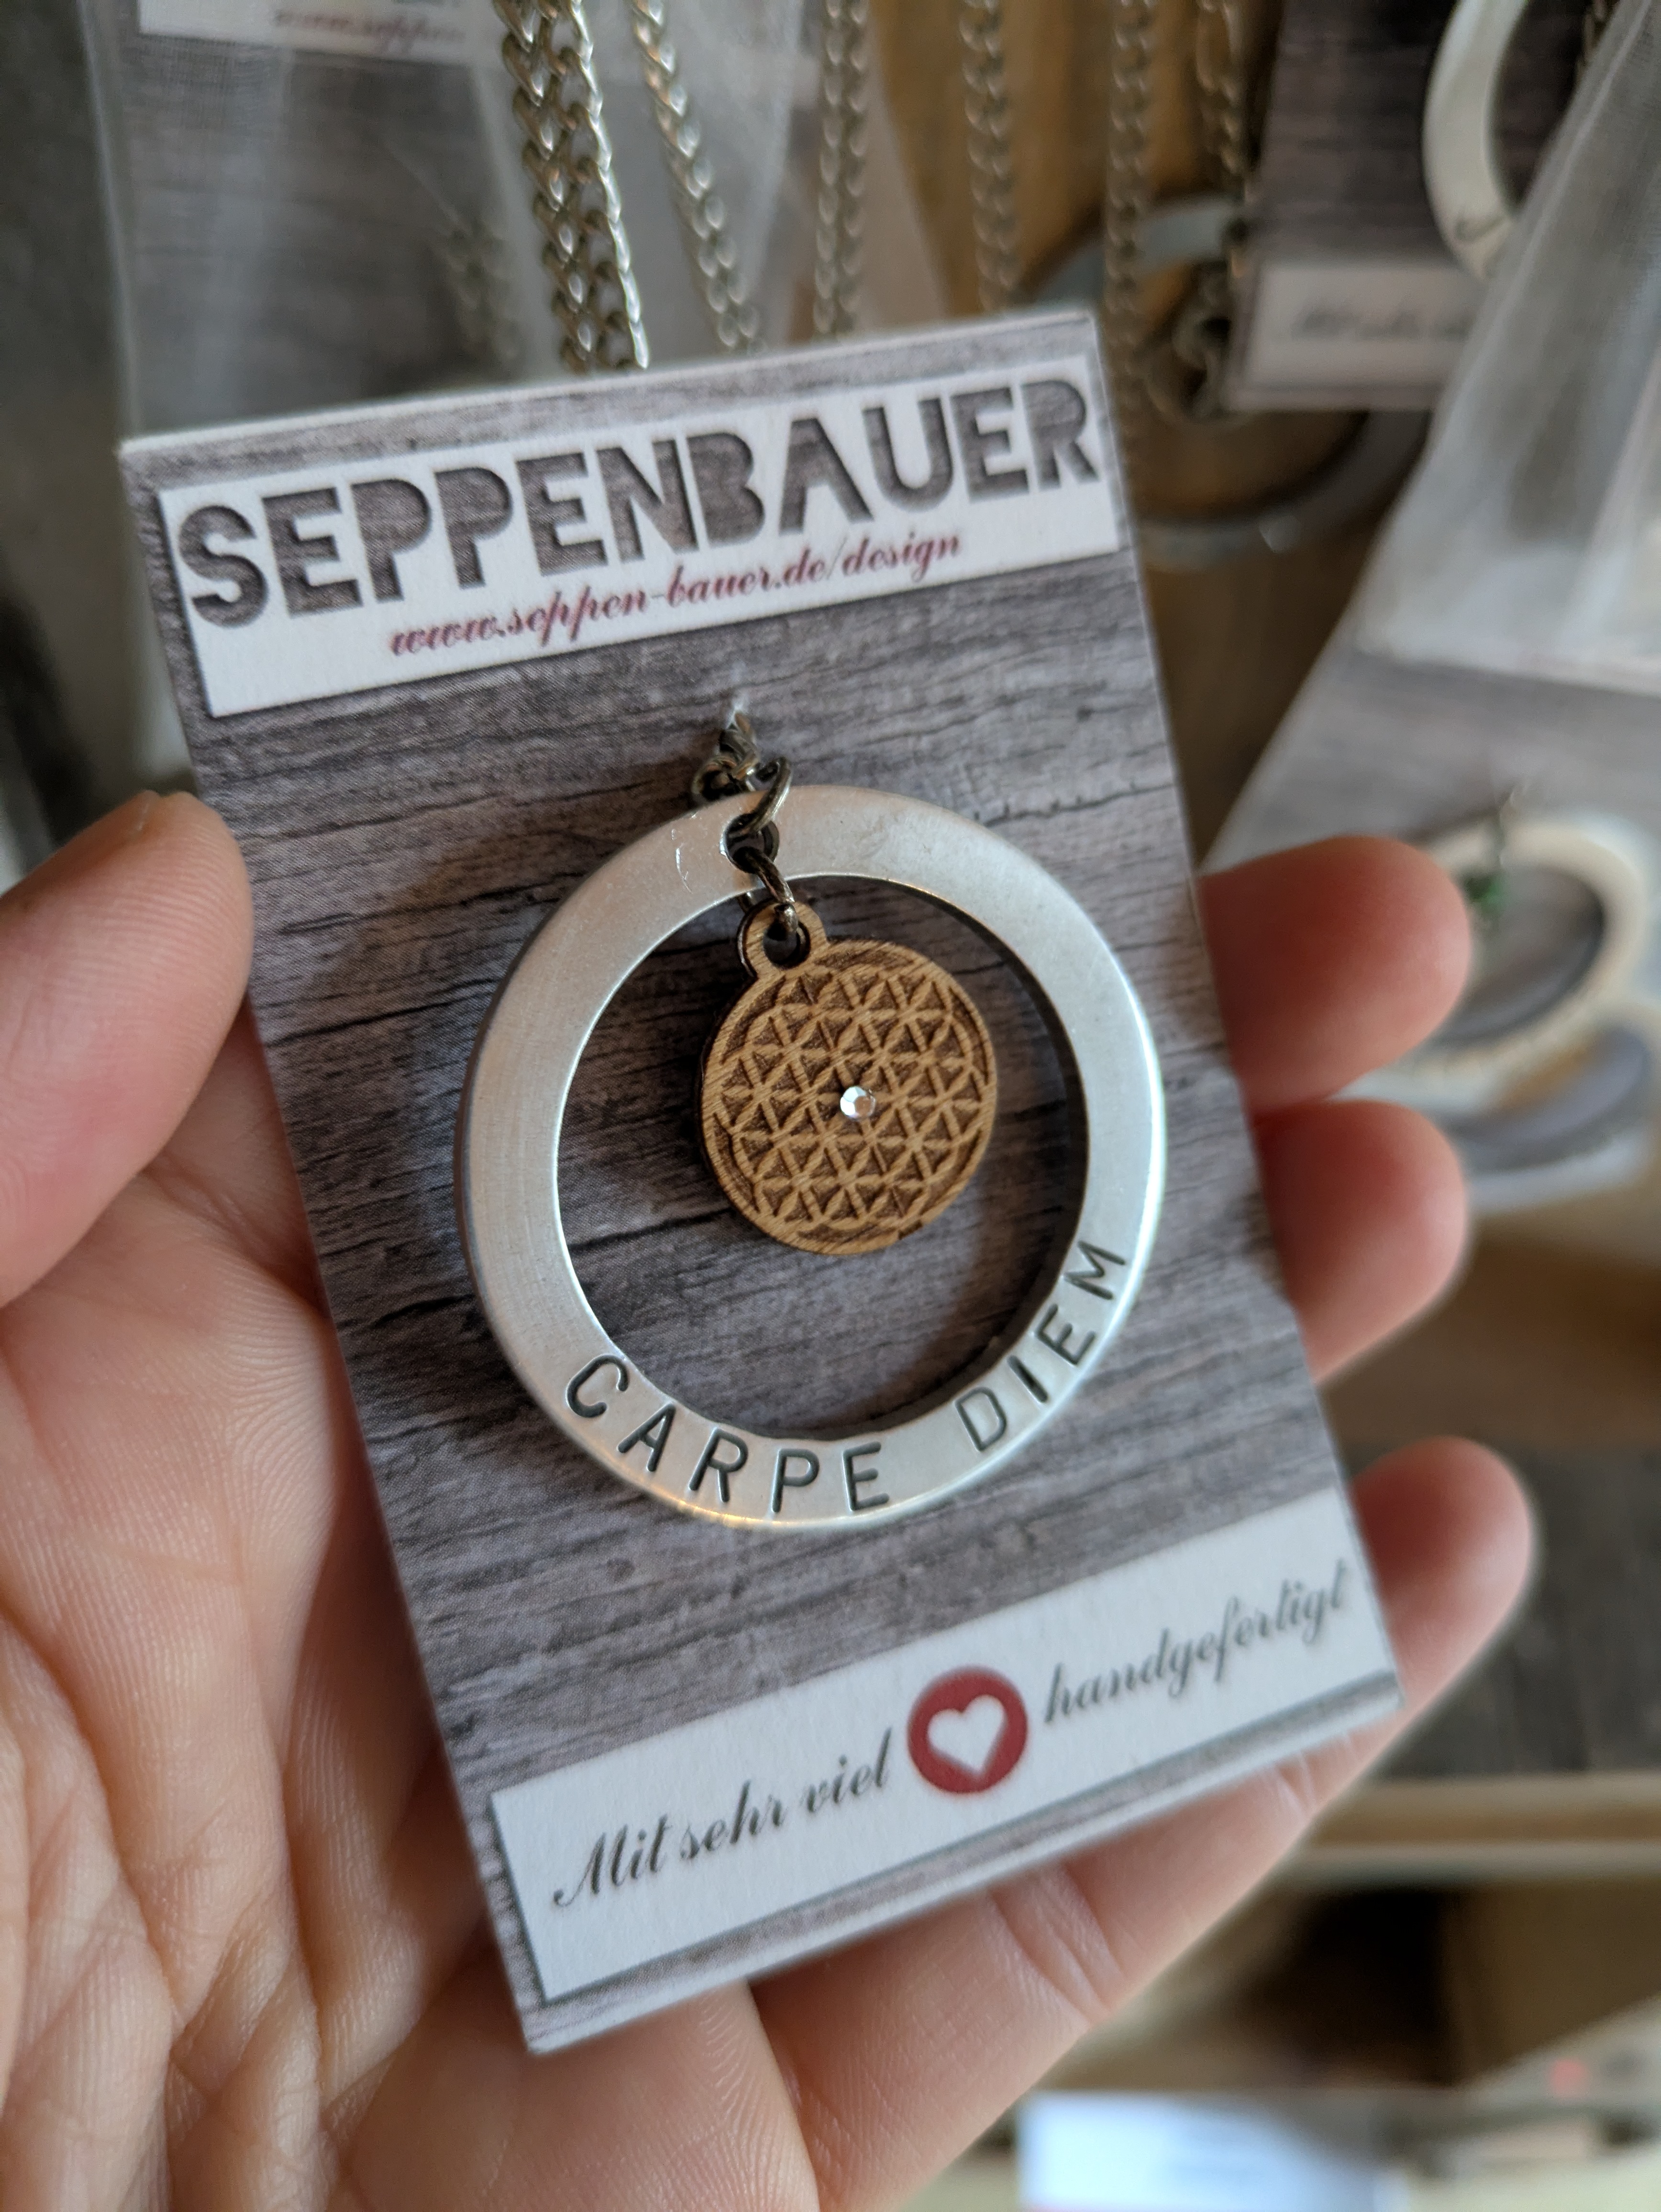 SEPPENBAUER
www.seppen-bauer.de/design
CARPE DIEM
Mit sehr viel handgefertigt